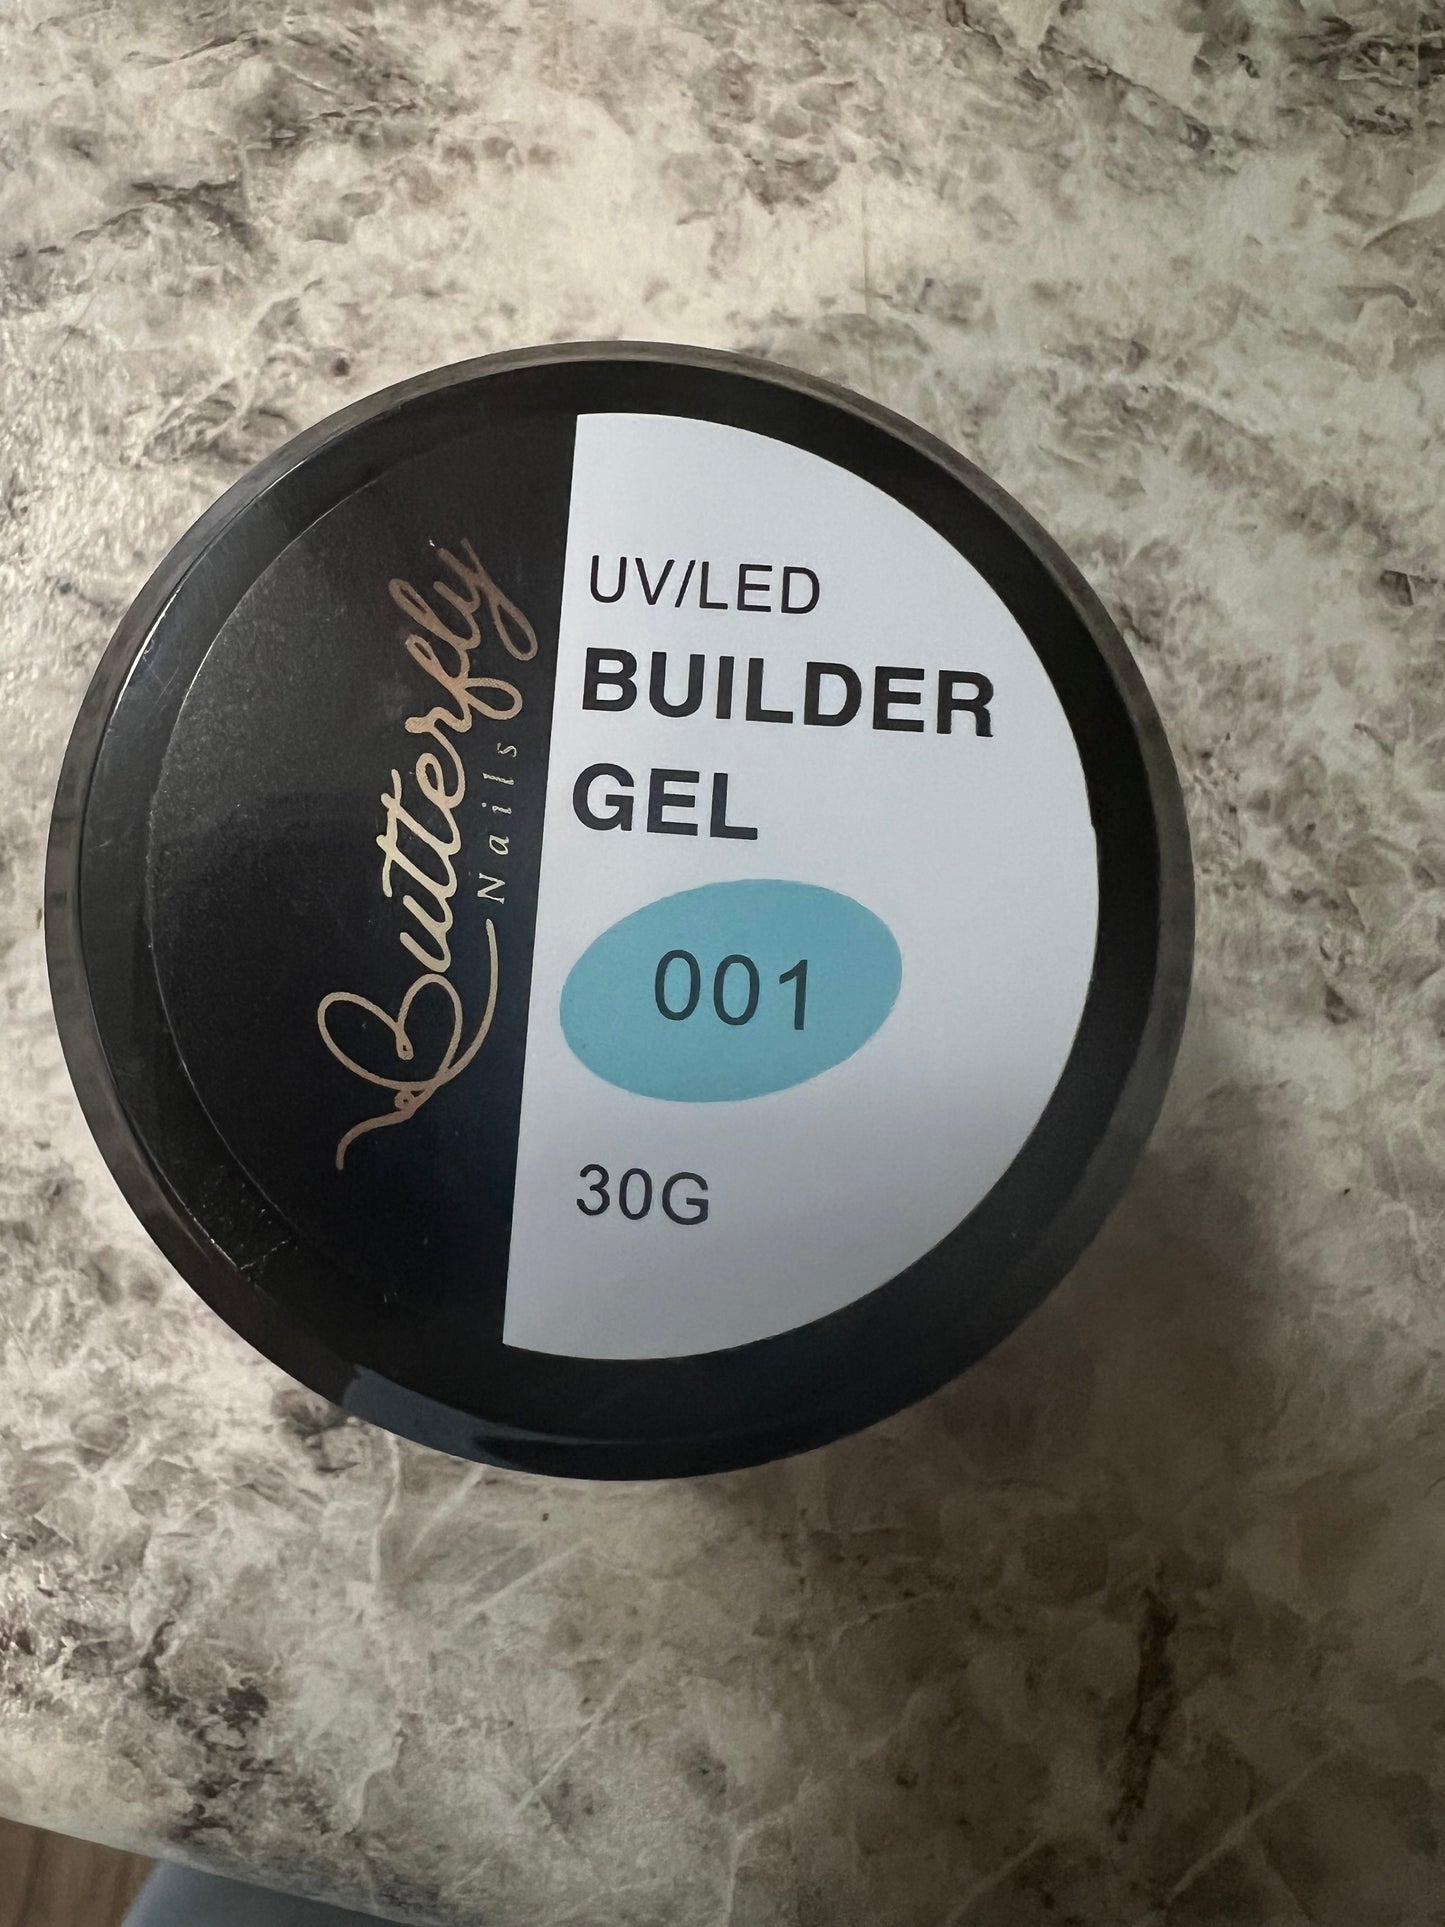 Butterfly
Nails
UV/LED
BUILDER
GEL
001
30G